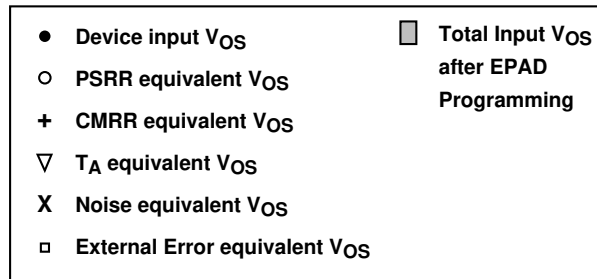 ● Device input VOS
○ PSRR equivalent VOS
+ CMRR equivalent VOS
▽ TA equivalent VOS
X Noise equivalent VOS
□ External Error equivalent VOS
Total Input VOS
after EPAD
Programming